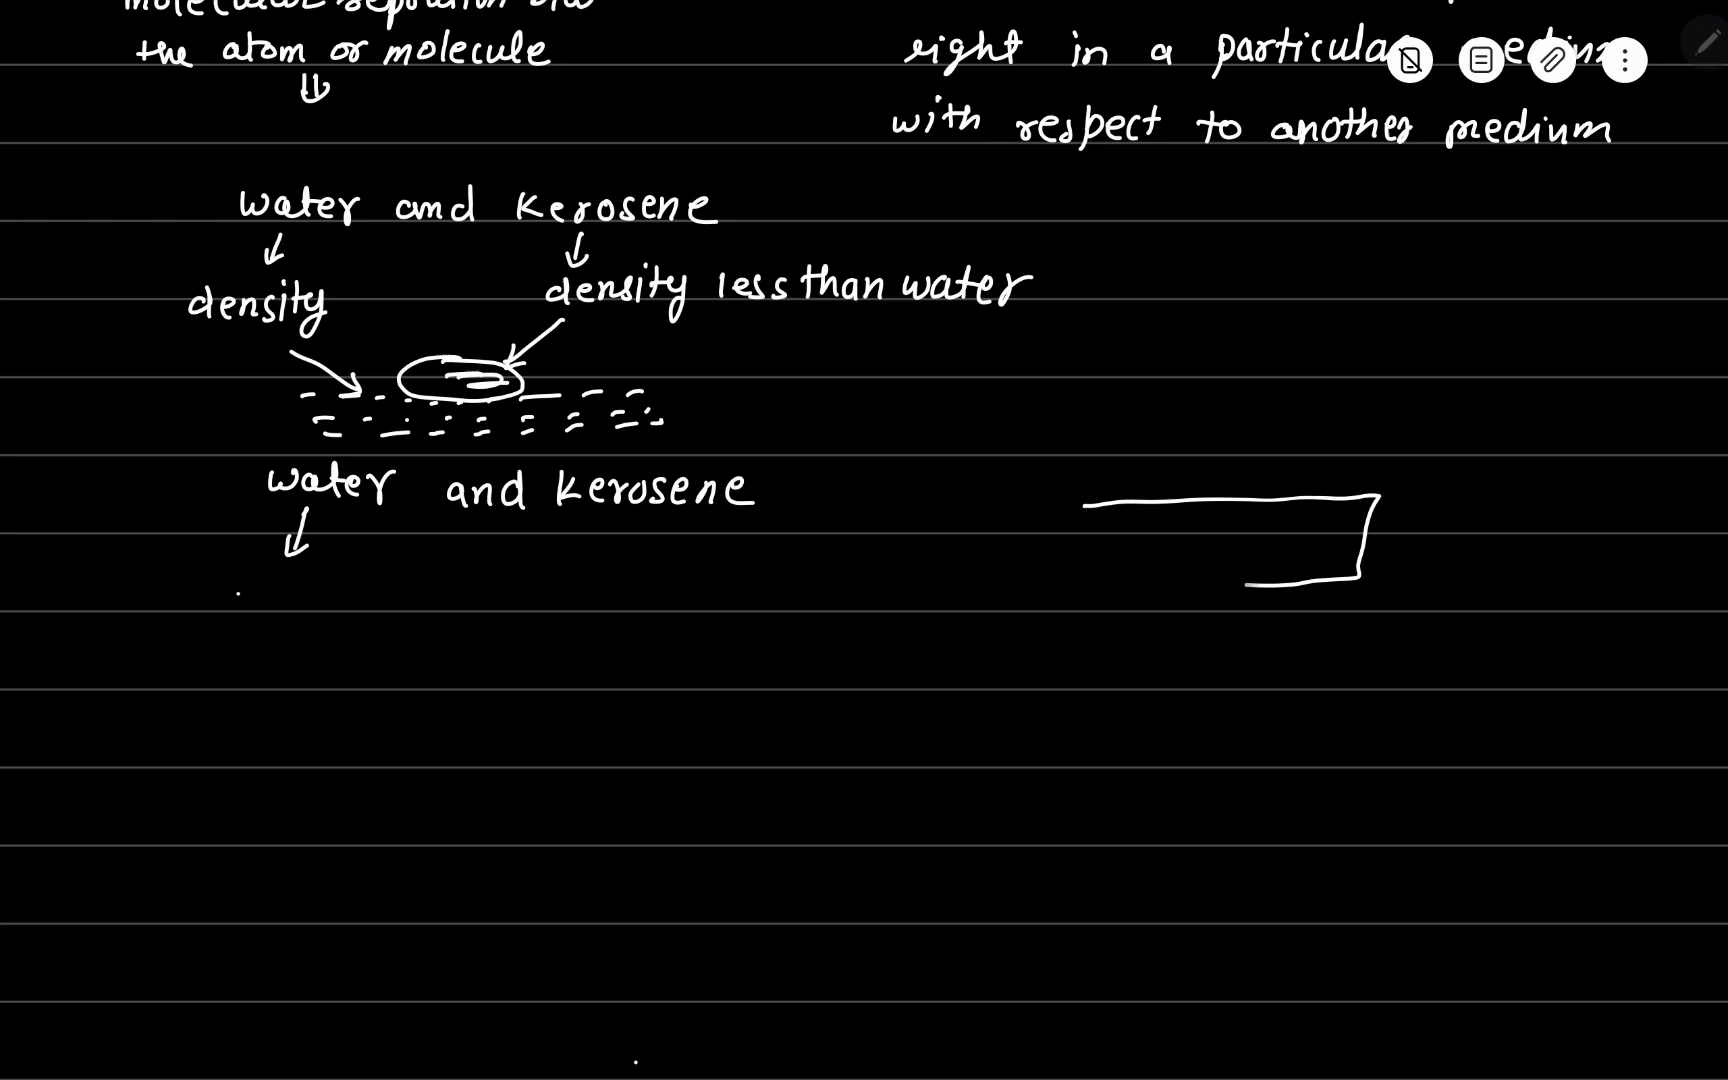 the atom or molecule
right in a particular medium
with respect to another medium
water and kerosene
density
density less than water
water and kerosene